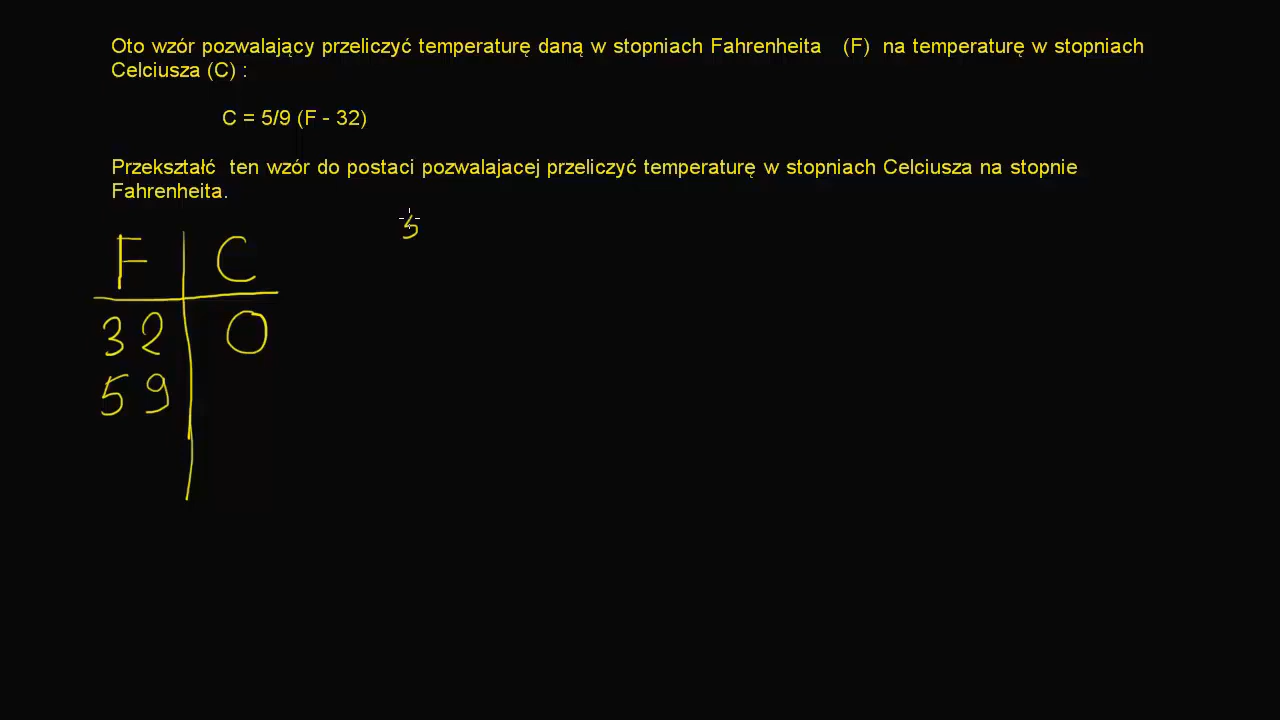 Oto wzór pozwalający przeliczyć temperaturę daną w stopniach Fahrenheita (F) na temperaturę w stopniach
Celciusza (C) :
C = 5/9 (F - 32)
Przekształć ten wzór do postaci pozwalajacej przeliczyć temperaturę w stopniach Celciusza na stopnie
Fahrenheita.
5
F C
32 0
59